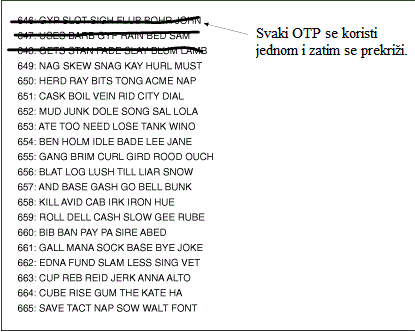 646: GYP SLOT SIGH FLUB POUR JOHN
647: USES BARB GYP RAIN BED SAM
648: GETS STAN FADE SLAY BLUM LAMB
649: NAG SKEW SNAG KAY HURL MUST
650: HERD RAY BITS TONG ACME NAP
651: CASK BOIL VEIN RID CITY DIAL
652: MUD JUNK DOLE SONG SAL LOLA
653: ATE TOO NEED LOSE TANK WINO
654: BEN HOLM IDLE BADE LEE JANE
655: GANG BRIM CURL GIRD ROOD OUCH
656: BLAT LOG LUSH TILL LIAR SNOW
657: AND BASE GASH GO BELL BUNK
658: KILL AVID CAB IRK IRON HUE
659: ROLL DELL CASH SLOW GEE RUBE
660: BIB BAN PAY PA SIRE ABED
661: GALL MANA SOCK BASE BYE JOKE
662: EDNA FUND SLAM LESS SING VET
663: CUP REB REID JERK ANNA ALTO
664: CUBE RISE GUM THE KATE HA
665: SAVE TACT NAP SOW WALT FONT
Svaki OTP se koristi
jednom i zatim se prekriži.